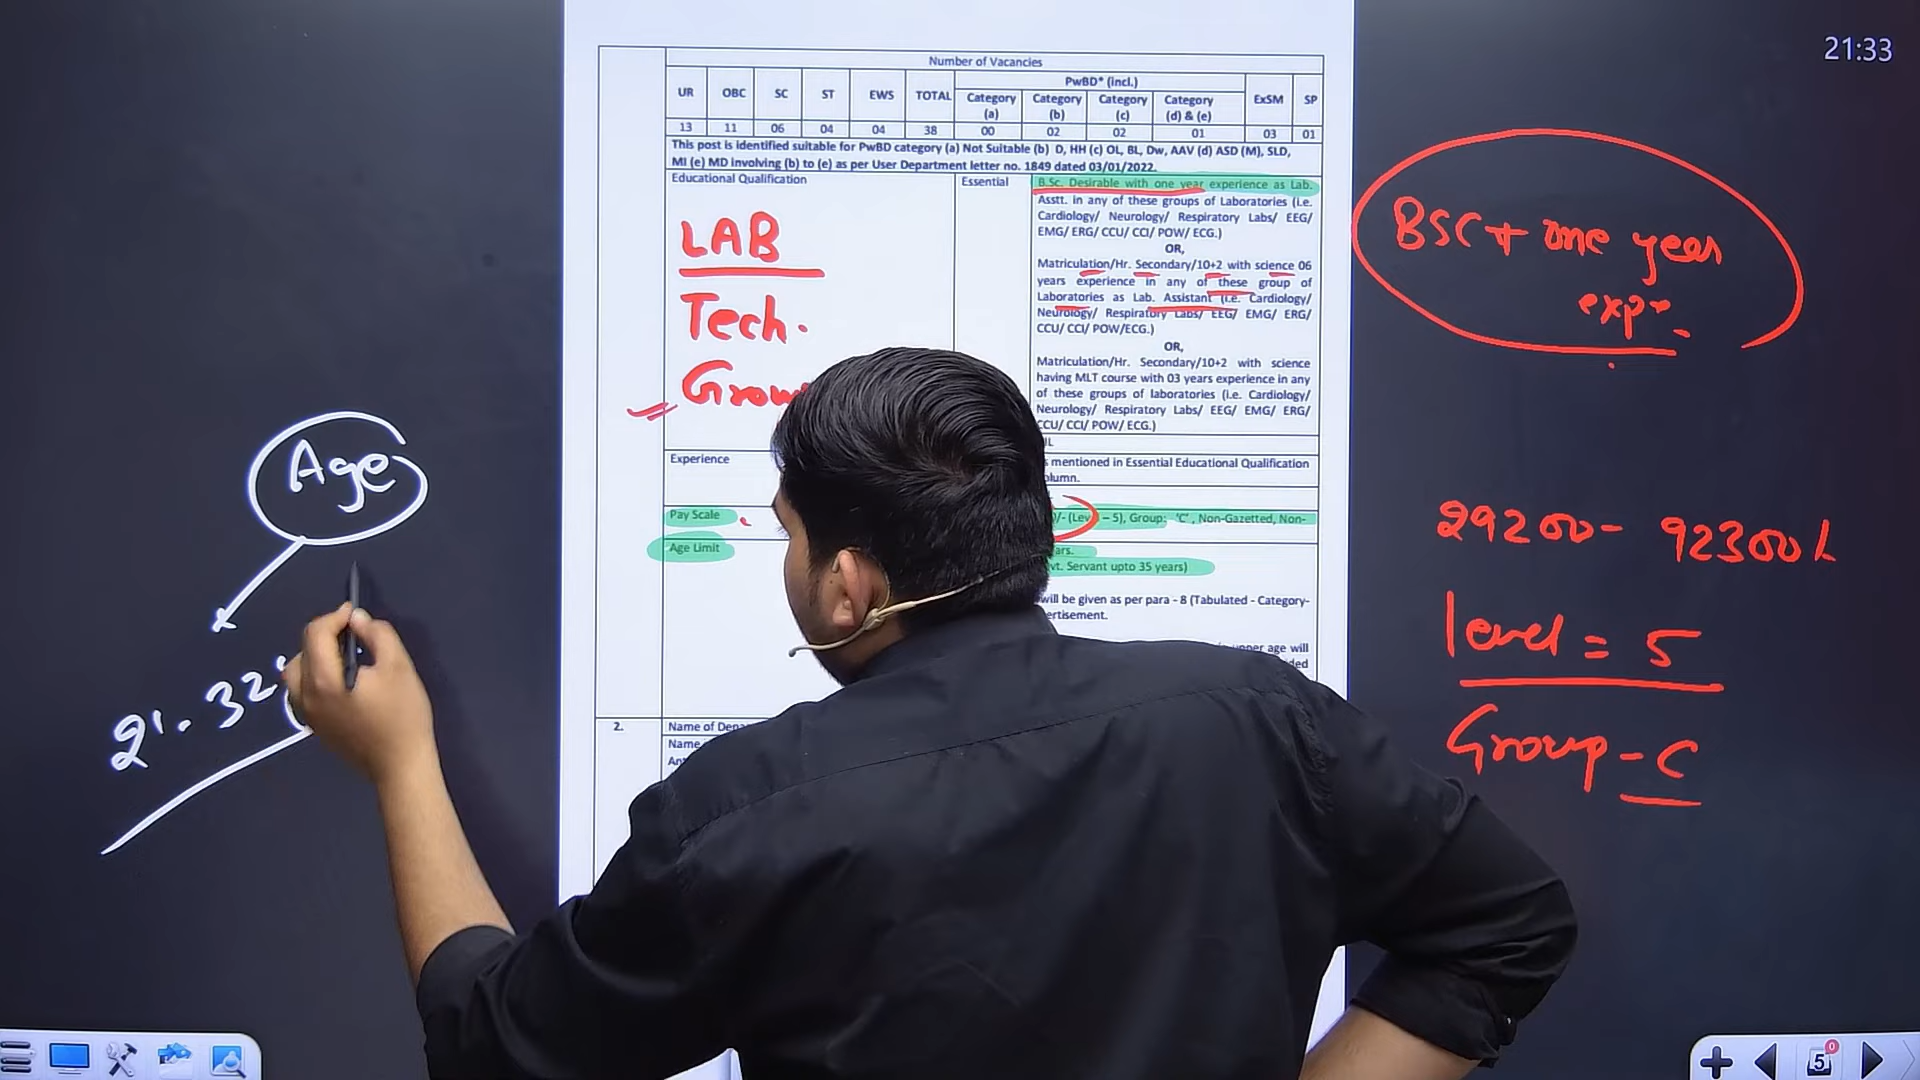 21:33
Number of Vacancies
UR OBC SC ST EWS TOTAL PwBD* (incl.) ExSM SP
Category (a) Category (b) Category (c) Category (d) & (e)
13 11 06 04 04 38 00 02 02 01 03 01
This post is identified suitable for PwBD category (a) Not Suitable (b) D, HH (c) OL, BL, Dw, AAV (d) ASD (M), SLD,
MI (e) MD involving (b) to (e) as per User Department letter no. 1849 dated 03/01/2022.
Educational Qualification
Essential
B.Sc. Desirable with one year experience as Lab.
Asstt. in any of these groups of Laboratories (i.e.
Cardiology/ Neurology/ Respiratory Labs/ EEG/
EMG/ ERG/ CCU/ CCI/ POW/ ECG.)
OR,
Matriculation/Hr. Secondary/10+2 with science 06
years experience in any of these group of
Laboratories as Lab. Assistant (i.e. Cardiology/
Neurology/ Respiratory Labs/ EEG/ EMG/ ERG/
CCU/ CCI/ POW/ECG.)
OR,
Matriculation/Hr. Secondary/10+2 with science
having MLT course with 03 years experience in any
of these groups of laboratories (i.e. Cardiology/
Neurology/ Respiratory Labs/ EEG/ EMG/ ERG/
CCU/ CCI/ POW/ ECG.)
LAB
Tech.
Experience
mentioned in Essential Educational Qualification
Pay Scale
/- (Lev – 5), Group: 'C', Non-Gazetted, Non-
Age Limit
vt. Servant upto 35 years)
will be given as per para - 8 (Tabulated - Category-
upper age will
2.
Name of
Name
BSC + one year
expr
29200 - 92300/-
level = 5
Group - C
Age
21 - 32
5
0